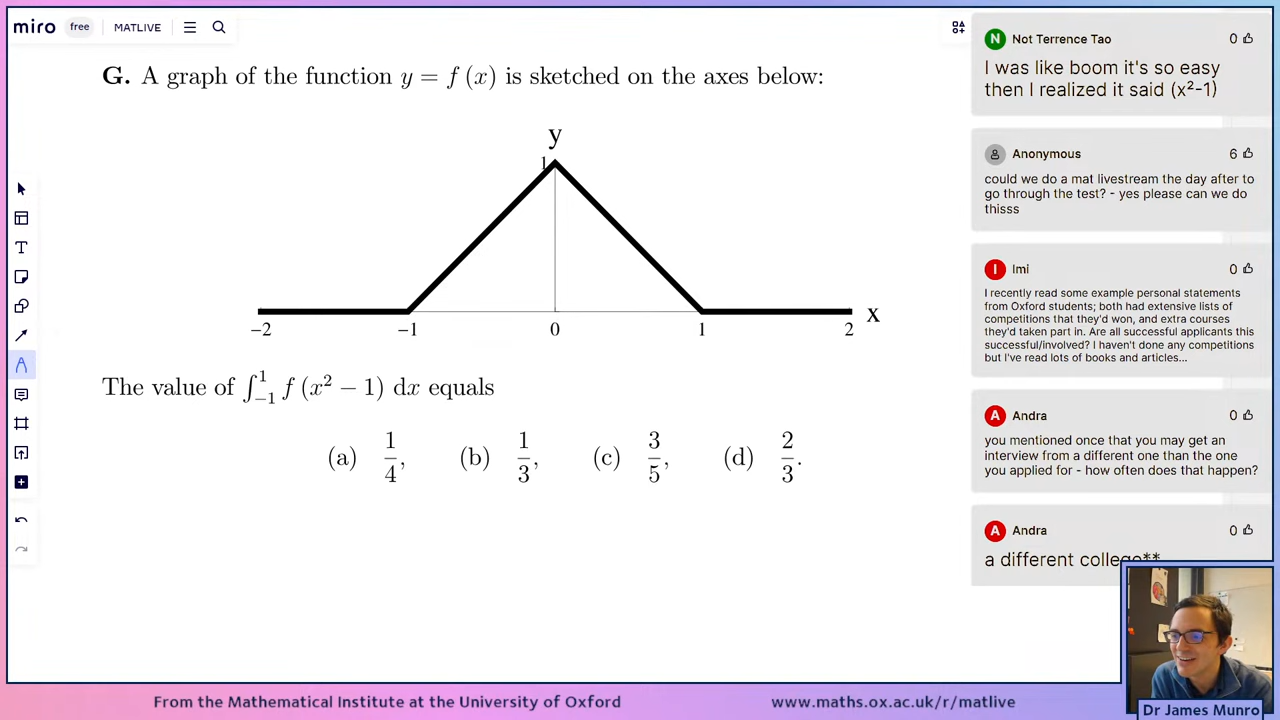 miro free MATLIVE
G. A graph of the function y = f (x) is sketched on the axes below:
y
1
−2 −1 0 1 2 x
The value of ∫₋₁¹ f (x² − 1) dx equals
(a) 1/4, (b) 1/3, (c) 3/5, (d) 2/3.
N Not Terrence Tao 0
I was like boom it's so easy
then I realized it said (x²-1)
Anonymous 6
could we do a mat livestream the day after to
go through the test? - yes please can we do
thisss
I Imi 0
I recently read some example personal statements
from Oxford students; both had extensive lists of
competitions that they'd won, and extra courses
they'd taken part in. Are all successful applicants this
successful/involved? I haven't done any competitions
but I've read lots of books and articles...
A Andra 0
you mentioned once that you may get an
interview from a different one than the one
you applied for - how often does that happen?
A Andra 0
a different college**
Dr James Munro
From the Mathematical Institute at the University of Oxford www.maths.ox.ac.uk/r/matlive